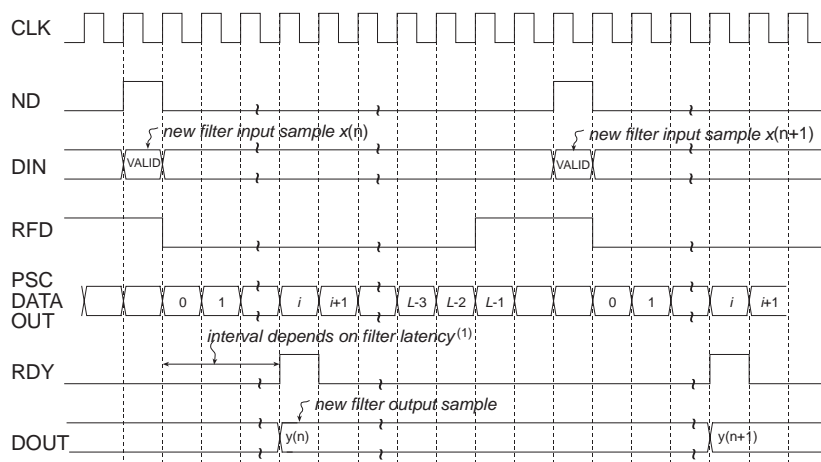 CLK
ND
new filter input sample x(n)
new filter input sample x(n+1)
DIN
VALID
VALID
RFD
PSC
DATA
OUT
0 1 i i+1 L-3 L-2 L-1 0 1 i i+1
interval depends on filter latency(1)
RDY
new filter output sample
DOUT
y(n)
y(n+1)